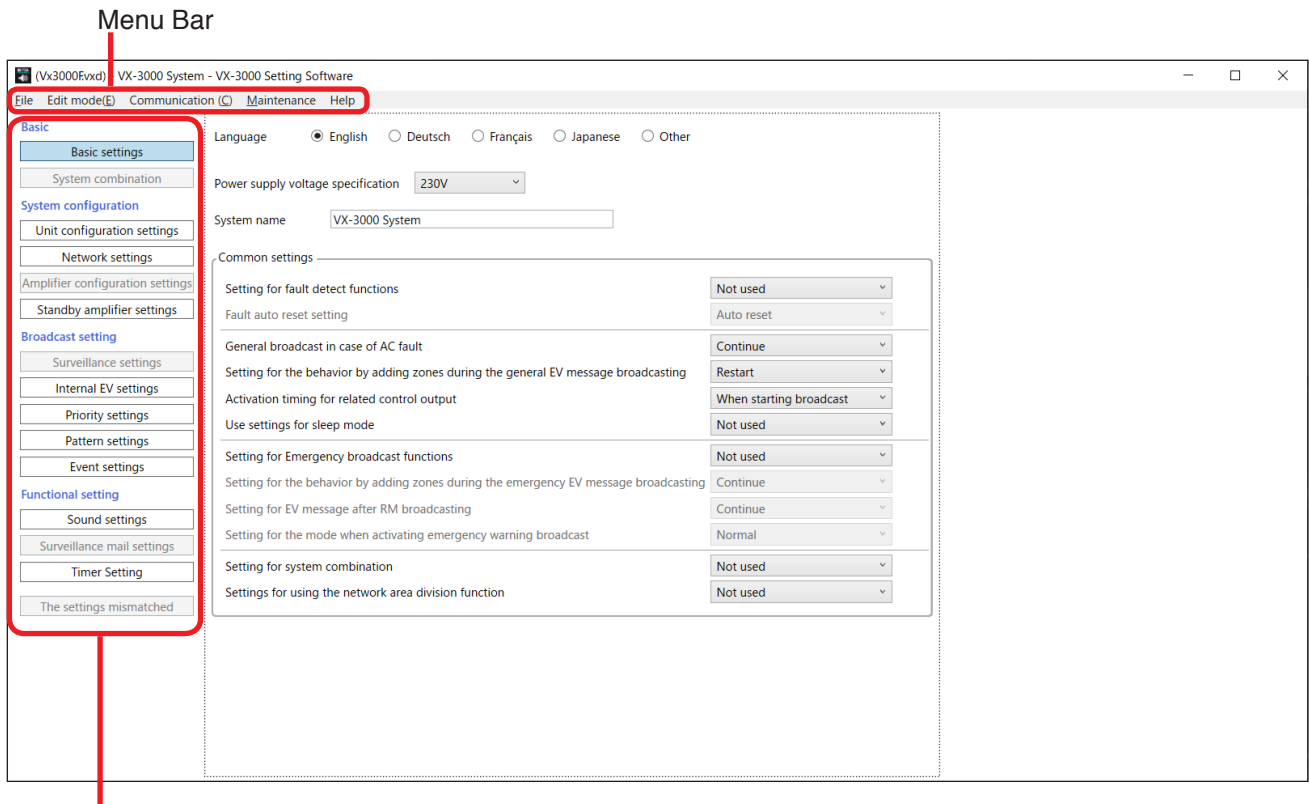 Menu Bar
(Vx3000F.vxd) - VX-3000 System - VX-3000 Setting Software
File Edit mode(E) Communication (C) Maintenance Help
Basic
Basic settings
System combination
System configuration
Unit configuration settings
Network settings
Amplifier configuration settings
Standby amplifier settings
Broadcast setting
Surveillance settings
Internal EV settings
Priority settings
Pattern settings
Event settings
Functional setting
Sound settings
Surveillance mail settings
Timer Setting
The settings mismatched
Language English Deutsch Français Japanese Other
Power supply voltage specification 230V
System name VX-3000 System
Common settings
Setting for fault detect functions Not used
Fault auto reset setting Auto reset
General broadcast in case of AC fault Continue
Setting for the behavior by adding zones during the general EV message broadcasting Restart
Activation timing for related control output When starting broadcast
Use settings for sleep mode Not used
Setting for Emergency broadcast functions Not used
Setting for the behavior by adding zones during the emergency EV message broadcasting Continue
Setting for EV message after RM broadcasting Continue
Setting for the mode when activating emergency warning broadcast Normal
Setting for system combination Not used
Settings for using the network area division function Not used